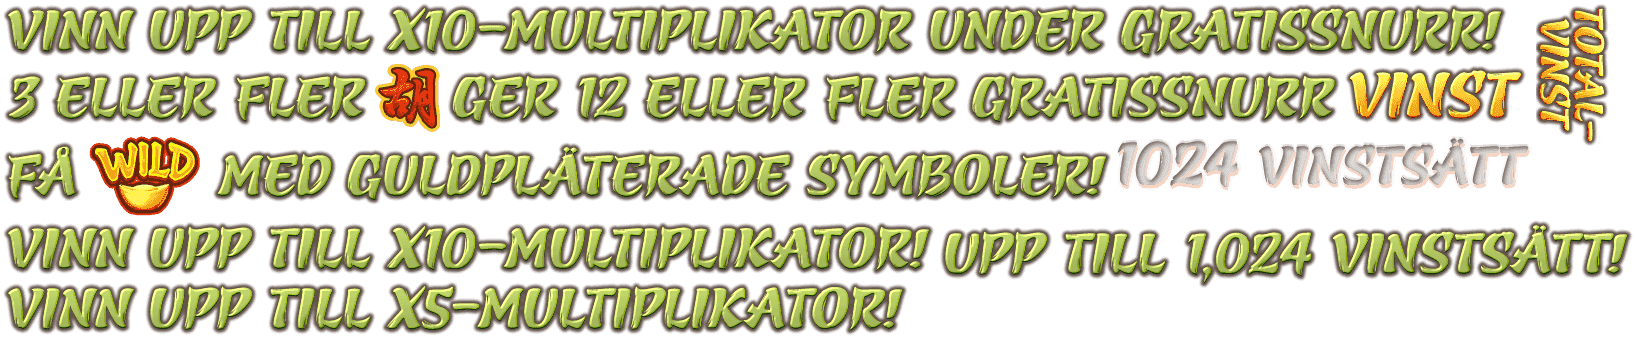 VINN UPP TILL X10-MULTIPLIKATOR UNDER GRATISSNURR!
TOTAL-
VINST
3 ELLER FLER 胡 GER 12 ELLER FLER GRATISSNURR
VINST
FÅ WILD MED GULDPLÄTERADE SYMBOLER!
1024 VINSTSÄTT
VINN UPP TILL X10-MULTIPLIKATOR!
UPP TILL 1,024 VINSTSÄTT!
VINN UPP TILL X5-MULTIPLIKATOR!